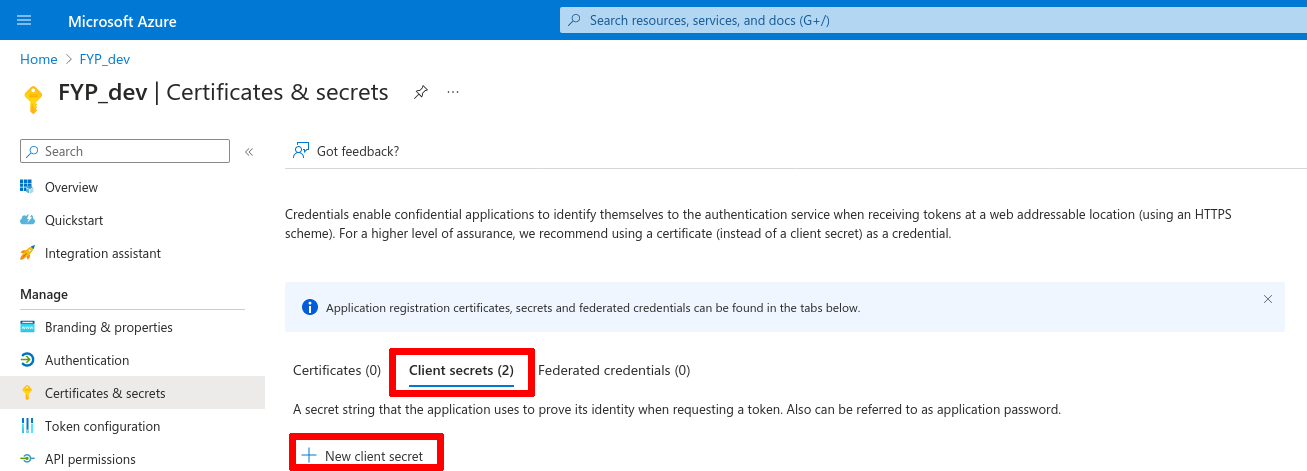 Microsoft Azure
Search resources, services, and docs (G+/)
Home > FYP_dev
FYP_dev | Certificates & secrets
Search
«
Got feedback?
Overview
Quickstart
Integration assistant
Manage
Branding & properties
Authentication
Certificates & secrets
Token configuration
API permissions
Credentials enable confidential applications to identify themselves to the authentication service when receiving tokens at a web addressable location (using an HTTPS
scheme). For a higher level of assurance, we recommend using a certificate (instead of a client secret) as a credential.
Application registration certificates, secrets and federated credentials can be found in the tabs below.
Certificates (0)
Client secrets (2)
Federated credentials (0)
A secret string that the application uses to prove its identity when requesting a token. Also can be referred to as application password.
New client secret